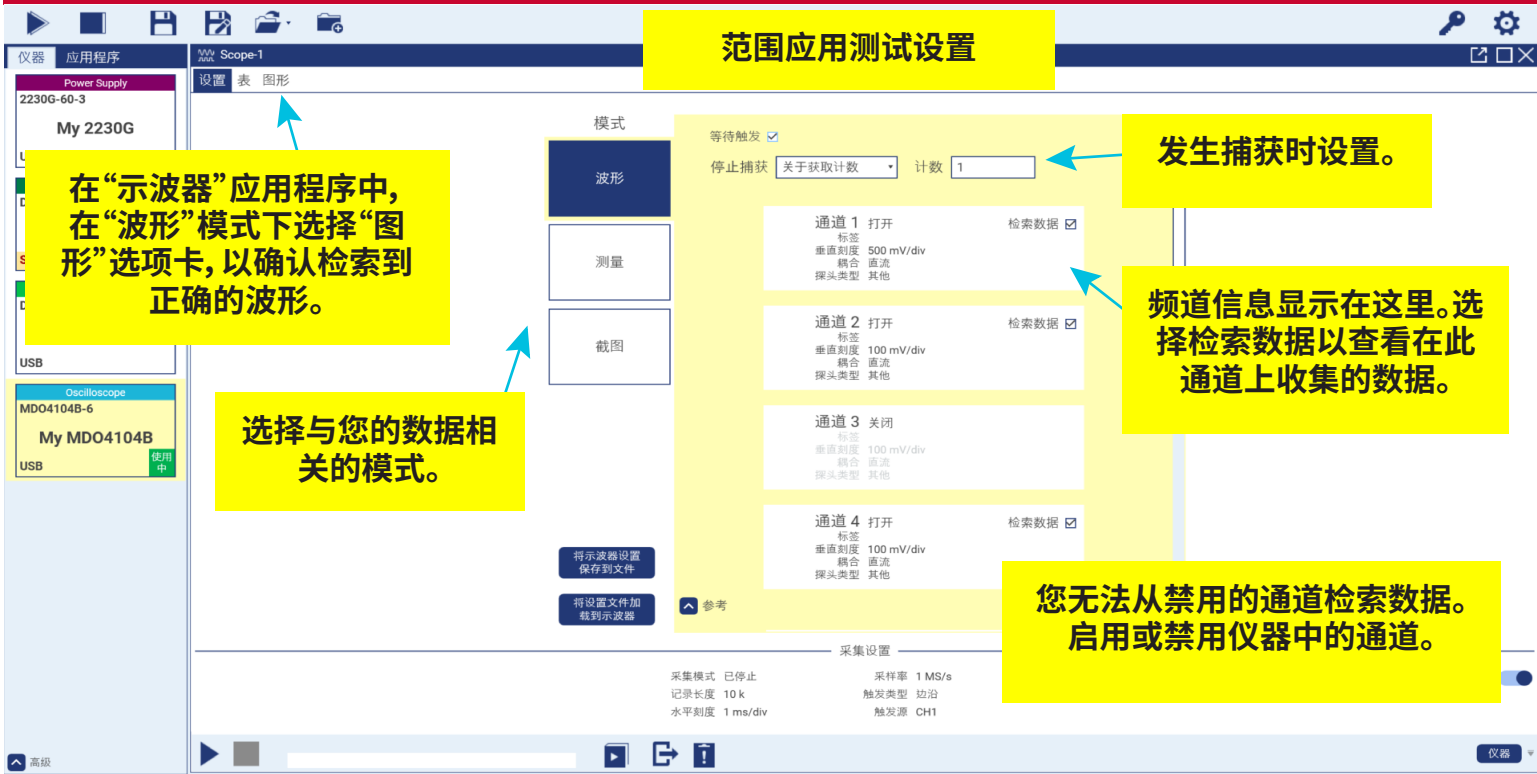 范围应用测试设置
仪器 应用程序
Scope-1
设置 表 图形
Power Supply
2230G-60-3
My 2230G
在“示波器”应用程序中,
在“波形”模式下选择“图
形”选项卡, 以确认检索到
正确的波形。
USB
Oscilloscope
MDO4104B-6
My MDO4104B
USB
使用
中
高级
模式
波形
测量
截图
选择与您的数据相
关的模式。
将示波器设置
保存到文件
将设置文件加
载到示波器
等待触发
停止捕获 关于获取计数 计数 1
发生捕获时设置。
通道 1 打开 检索数据
标签
垂直刻度 500 mV/div
耦合 直流
探头类型 其他
频道信息显示在这里。选
择检索数据以查看在此
通道上收集的数据。
通道 2 打开 检索数据
标签
垂直刻度 100 mV/div
耦合 直流
探头类型 其他
通道 3 关闭
标签
垂直刻度 100 mV/div
耦合 直流
探头类型 其他
通道 4 打开 检索数据
标签
垂直刻度 100 mV/div
耦合 直流
探头类型 其他
参考
您无法从禁用的通道检索数据。
启用或禁用仪器中的通道。
采集设置
采集模式 已停止 采样率 1 MS/s
记录长度 10 k 触发类型 边沿
水平刻度 1 ms/div 触发源 CH1
仪器